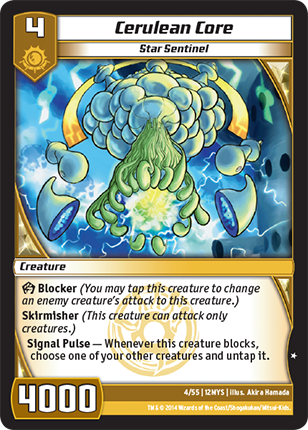 4
Cerulean Core
Star Sentinel
Creature
Blocker (You may tap this creature to change
an enemy creature's attack to this creature.)
Skirmisher (This creature can attack only
creatures.)
Signal Pulse — Whenever this creature blocks,
choose one of your other creatures and untap it.
4000
4/55 | 12MYS | illus. Akira Hamada
TM & © 2014 Wizards of the Coast/Shogakukan/Mitsui-Kids.